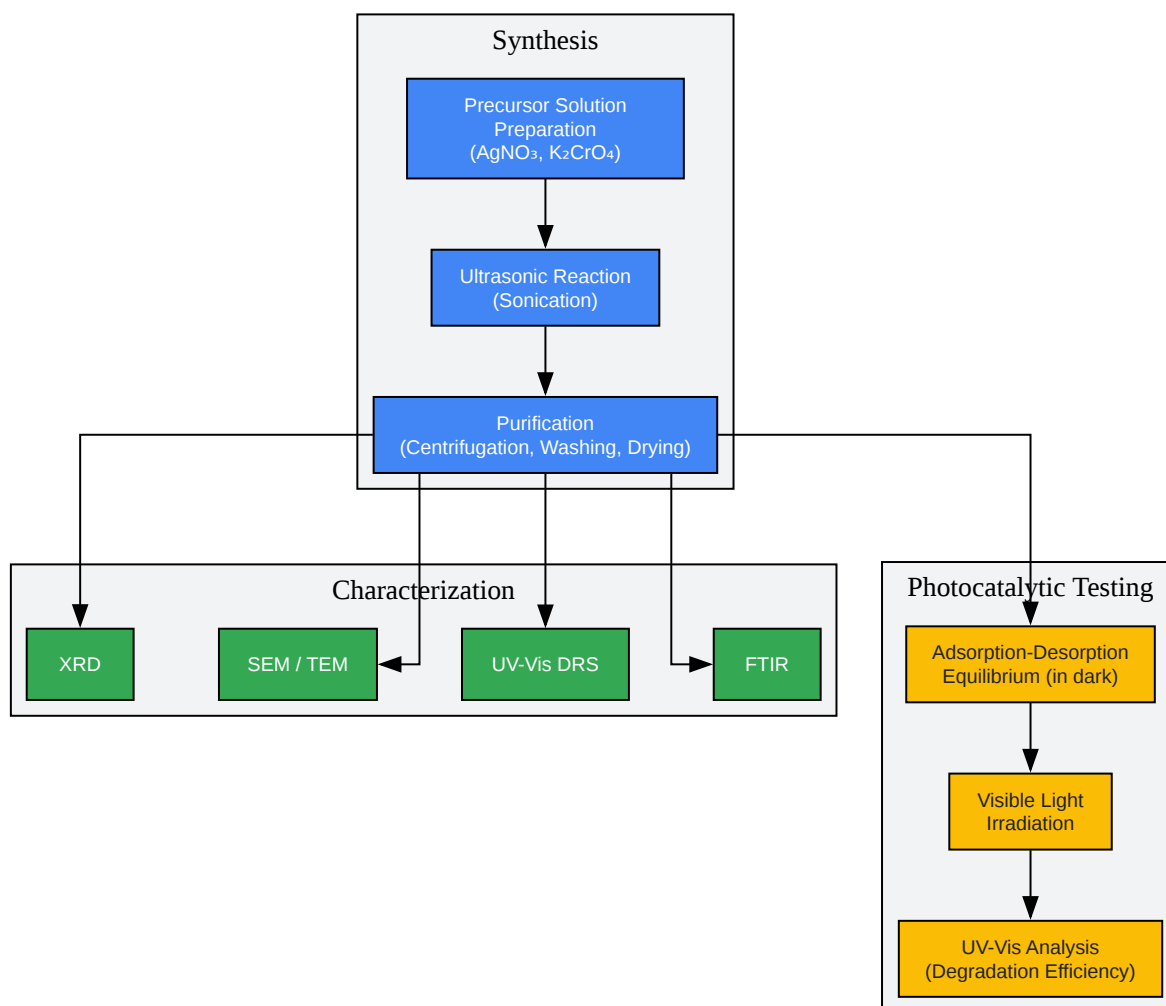 Synthesis
Precursor Solution
Preparation
(AgNO₃, K₂CrO₄)
Ultrasonic Reaction
(Sonication)
Purification
(Centrifugation, Washing, Drying)
Characterization
XRD
SEM / TEM
UV-Vis DRS
FTIR
Photocatalytic Testing
Adsorption-Desorption
Equilibrium (in dark)
Visible Light
Irradiation
UV-Vis Analysis
(Degradation Efficiency)